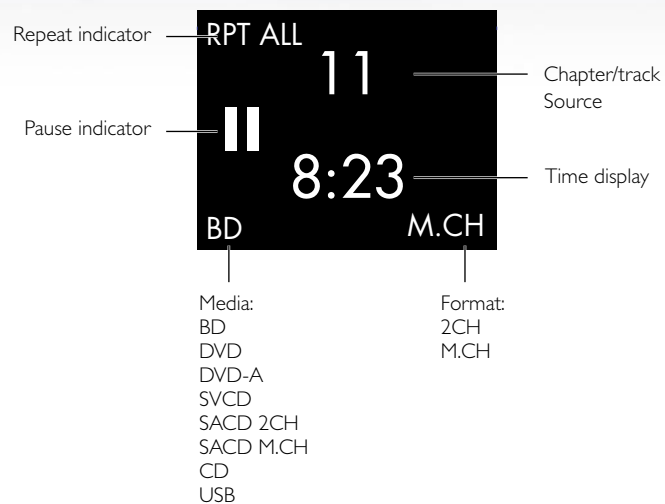 Repeat indicator
RPT ALL
11
Chapter/track
Source
Pause indicator
8:23
Time display
BD
M.CH
Media:
BD
DVD
DVD-A
SVCD
SACD 2CH
SACD M.CH
CD
USB
Format:
2CH
M.CH